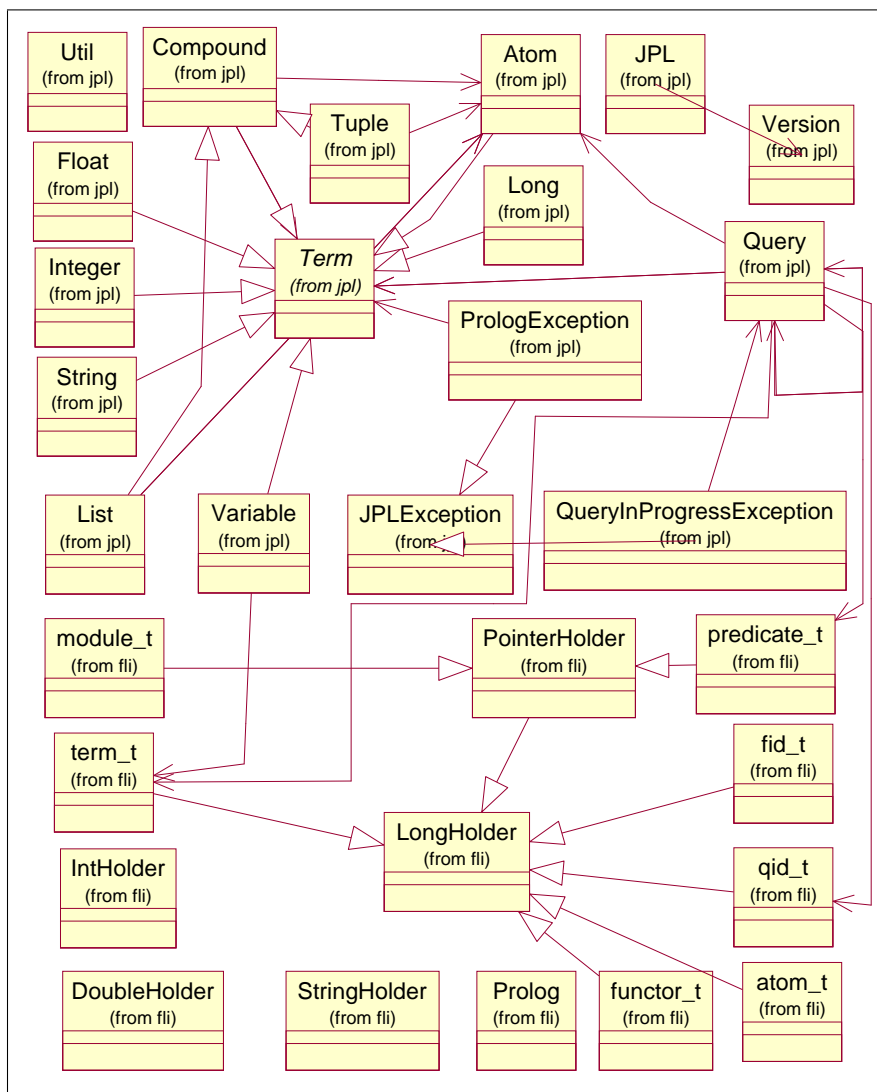 Util
(from jpl)
Compound
(from jpl)
Atom
(from jpl)
JPL
(from jpl)
Tuple
(from jpl)
Version
(from jpl)
Float
(from jpl)
Long
(from jpl)
Term
(from jpl)
Query
(from jpl)
Integer
(from jpl)
PrologException
(from jpl)
String
(from jpl)
List
(from jpl)
Variable
(from jpl)
JPLException
(from jpl)
QueryInProgressException
(from jpl)
module_t
(from fli)
PointerHolder
(from fli)
predicate_t
(from fli)
term_t
(from fli)
fid_t
(from fli)
LongHolder
(from fli)
IntHolder
(from fli)
qid_t
(from fli)
DoubleHolder
(from fli)
StringHolder
(from fli)
Prolog
(from fli)
functor_t
(from fli)
atom_t
(from fli)